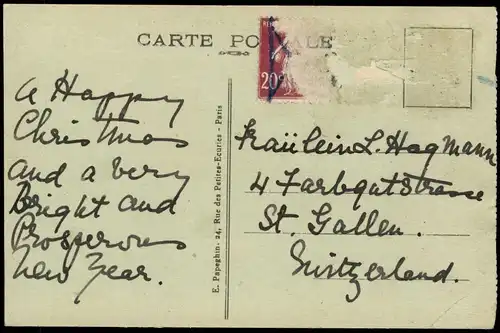 CARTE POSTALE
20c
A Happy
Christmas
and a very
Bright and
Prosperous
New Year.
E. Papeghin. 24, Rue des Petites-Ecuries - Paris
Fräulein L. Hagmann
4 Farbgutstrasse
St. Gallen.
Switzerland.